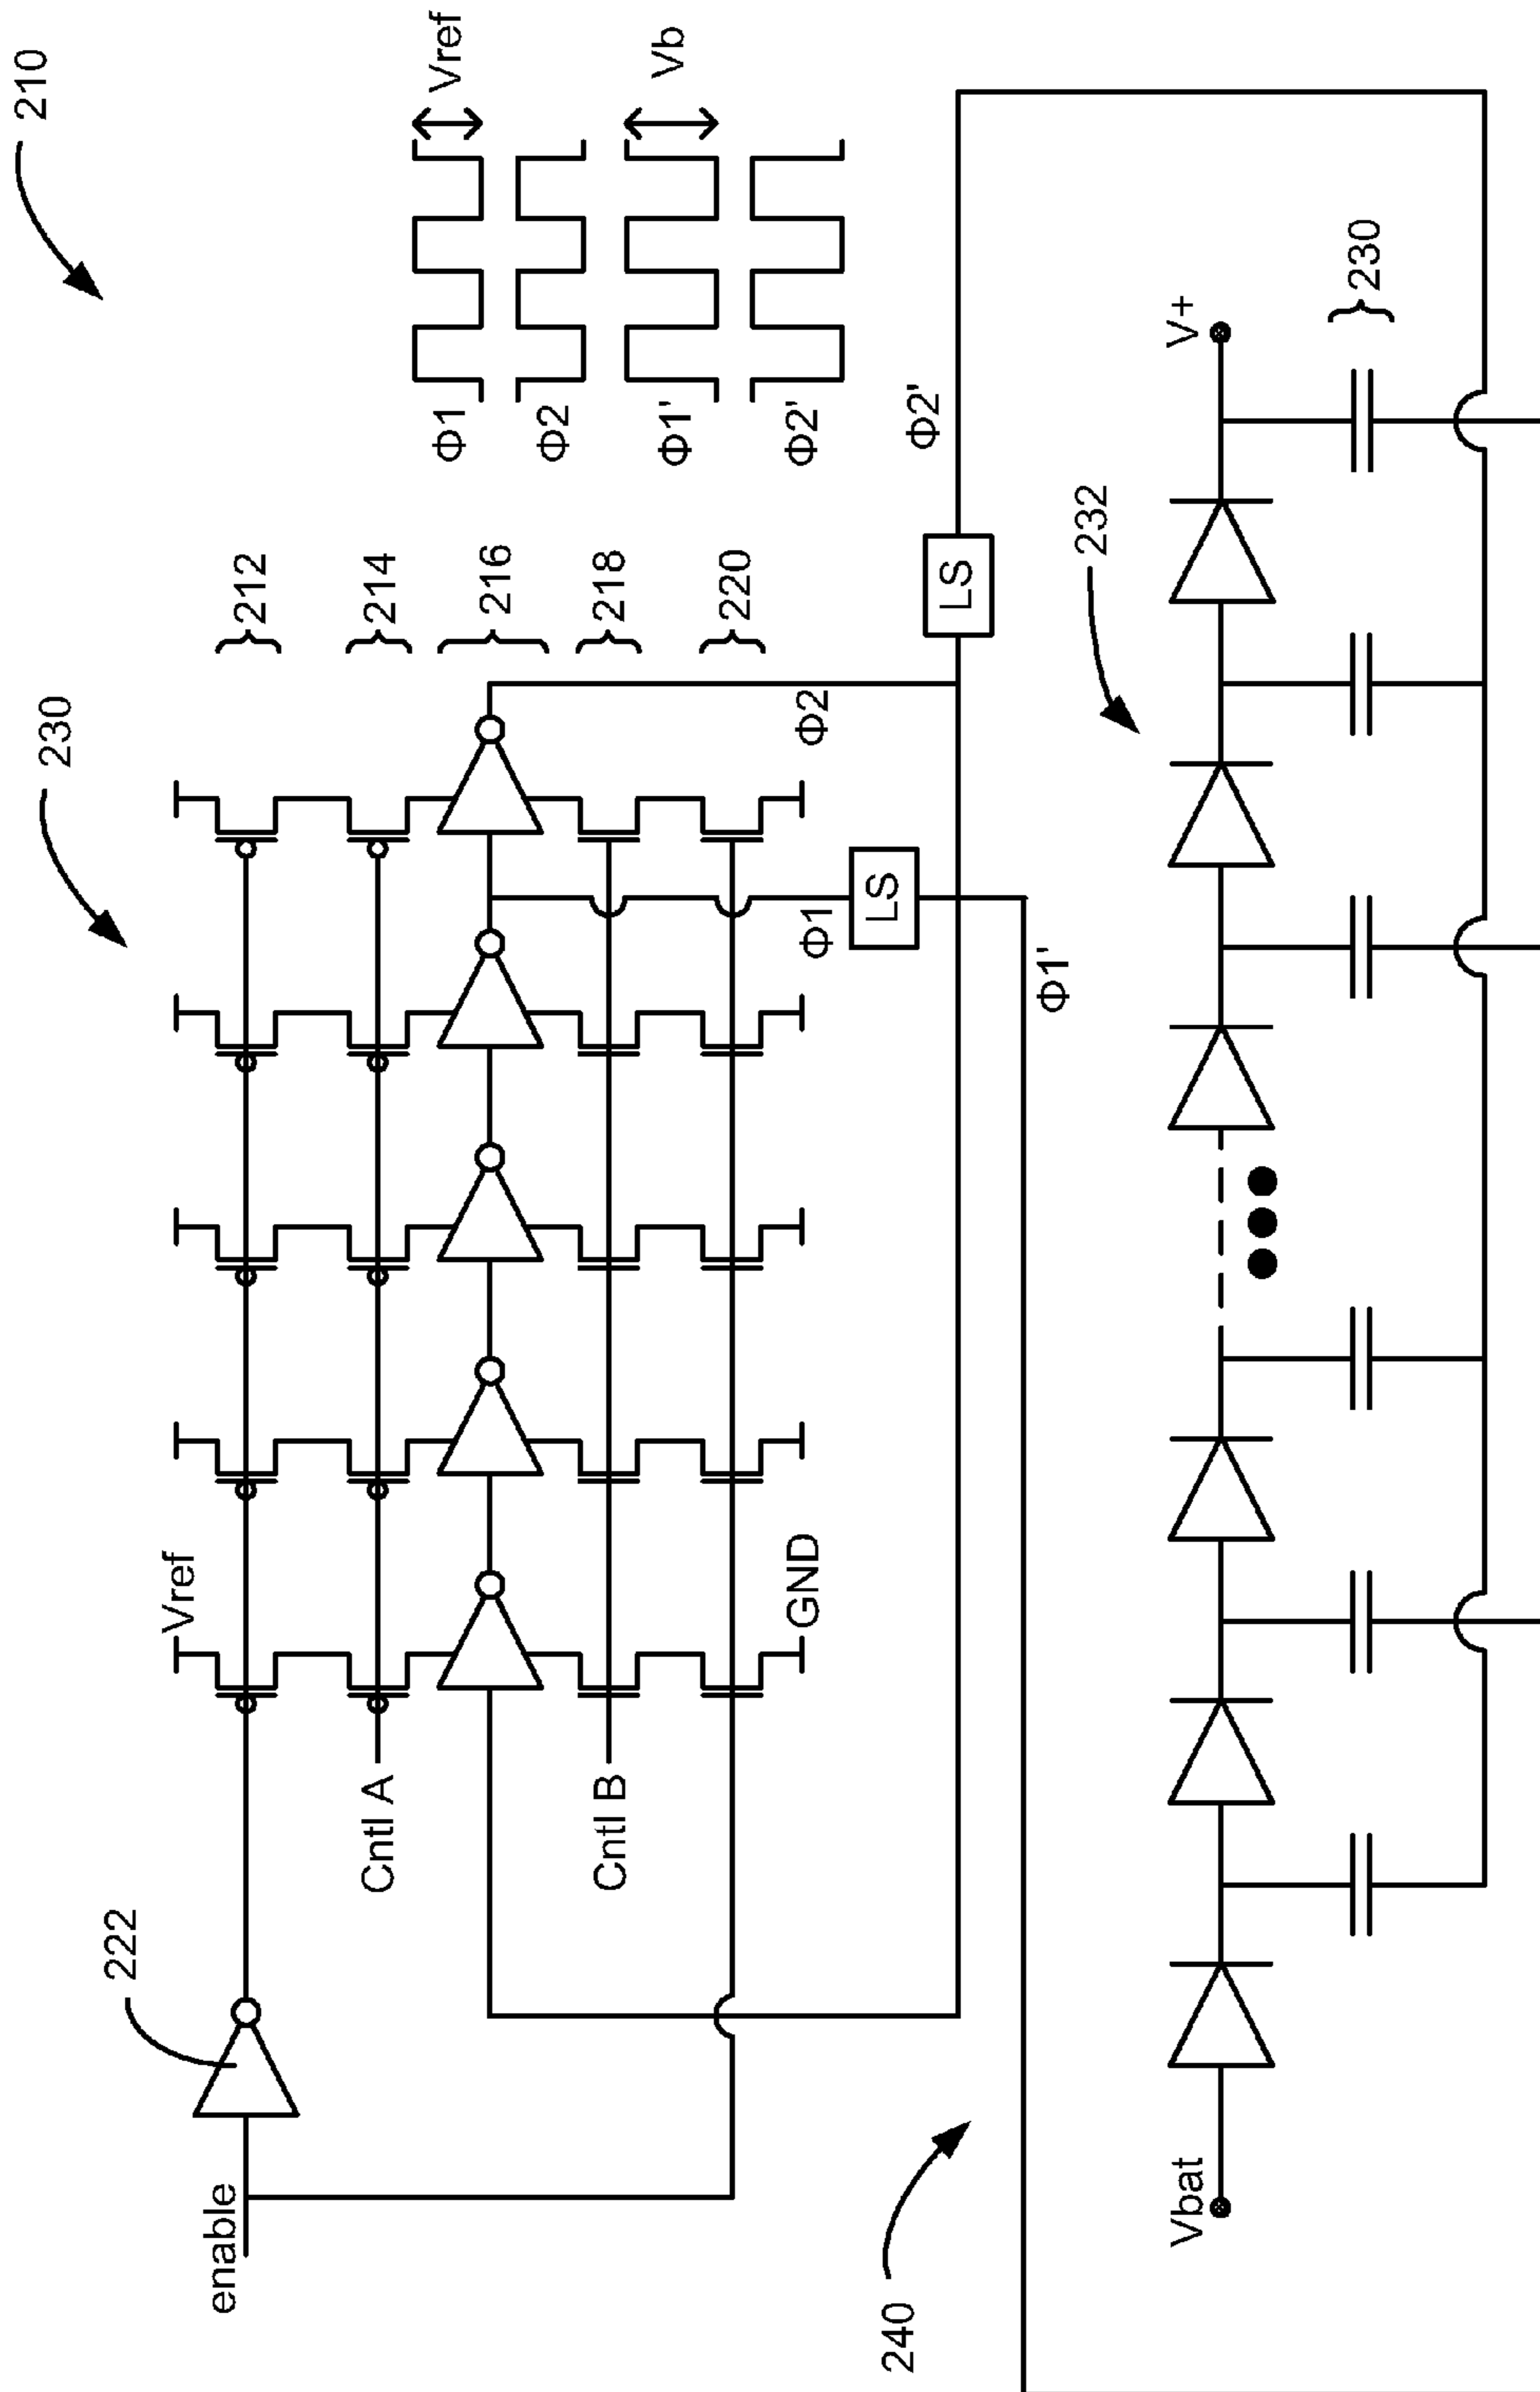 210
230
Vref
Vb
Φ1
Φ2
Φ1'
Φ2'
222
Vref
212
214
216
218
220
enable
Cntl A
Cntl B
GND
Φ1
Φ2
LS
LS
Φ2'
Φ1'
240
232
Vbat
V+
230